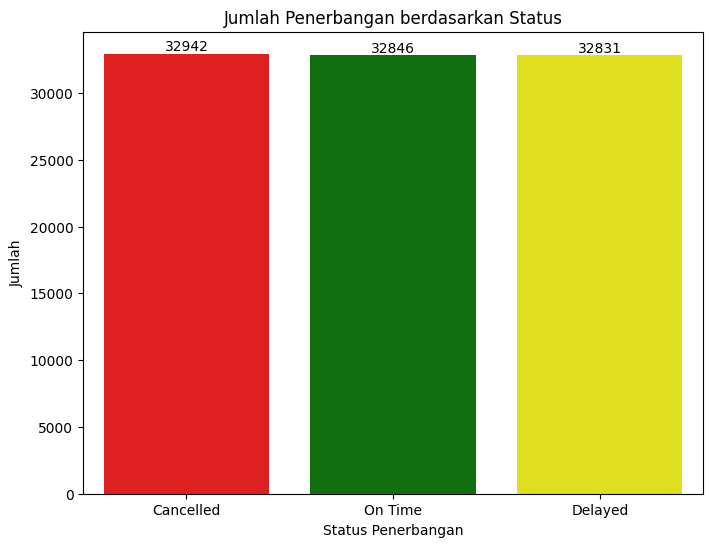 Jumlah Penerbangan berdasarkan Status
32942
32846
32831
30000
25000
20000
15000
10000
5000
0
Jumlah
Cancelled
On Time
Delayed
Status Penerbangan